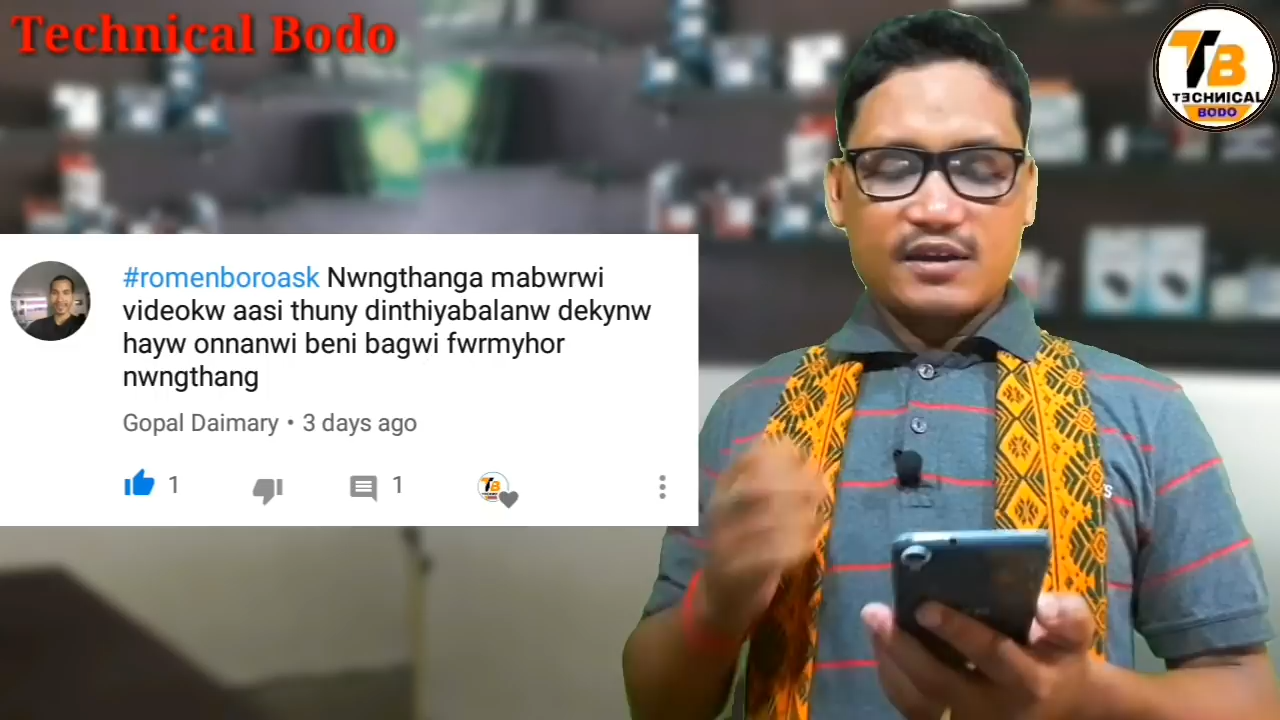 Technical Bodo
TB
TECHNICAL
BODO
#romenboroask Nwngthanga mabwrwi
videokw aasi thuny dinthiyabalanw dekynw
hayw onnanwi beni bagwi fwrmyhor
nwngthang
Gopal Daimary • 3 days ago
1
1